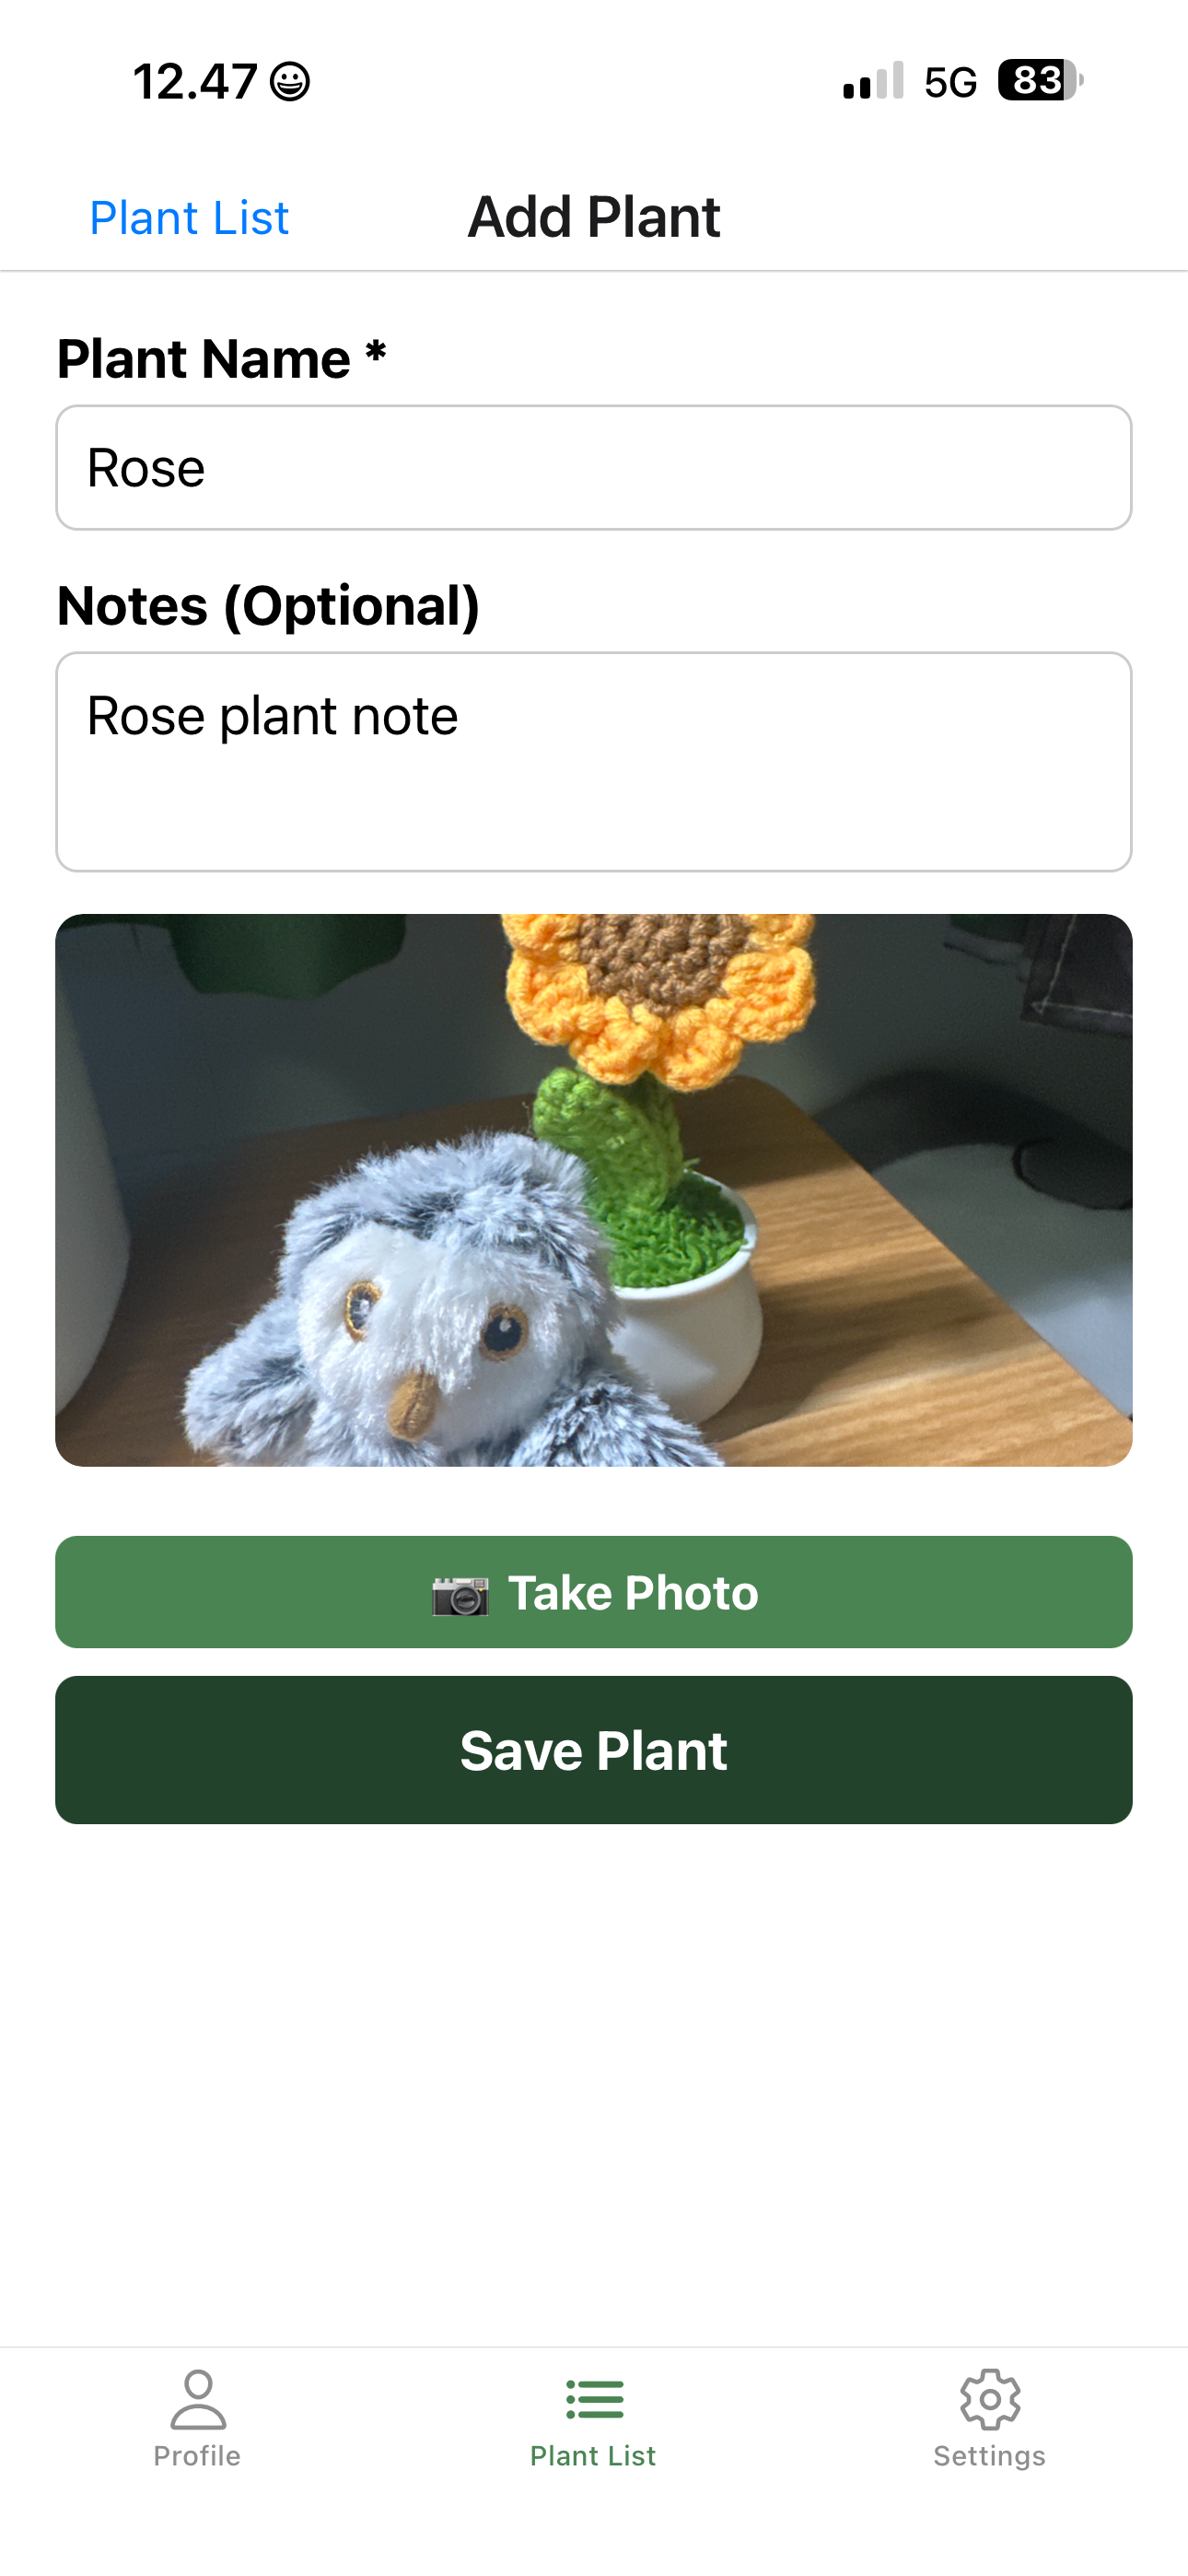 12.47
5G 83
Plant List Add Plant
Plant Name *
Rose
Notes (Optional)
Rose plant note
Take Photo
Save Plant
Profile Plant List Settings